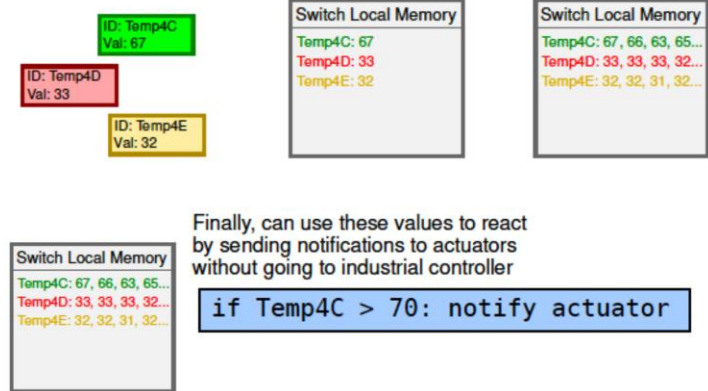 ID: Temp4C
Val: 67
ID: Temp4D
Val: 33
ID: Temp4E
Val: 32
Switch Local Memory
Temp4C: 67
Temp4D: 33
Temp4E: 32
Switch Local Memory
Temp4C: 67, 66, 63, 65...
Temp4D: 33, 33, 33, 32...
Temp4E: 32, 32, 31, 32...
Switch Local Memory
Temp4C: 67, 66, 63, 65...
Temp4D: 33, 33, 33, 32...
Temp4E: 32, 32, 31, 32...
Finally, can use these values to react
by sending notifications to actuators
without going to industrial controller
if Temp4C > 70: notify actuator